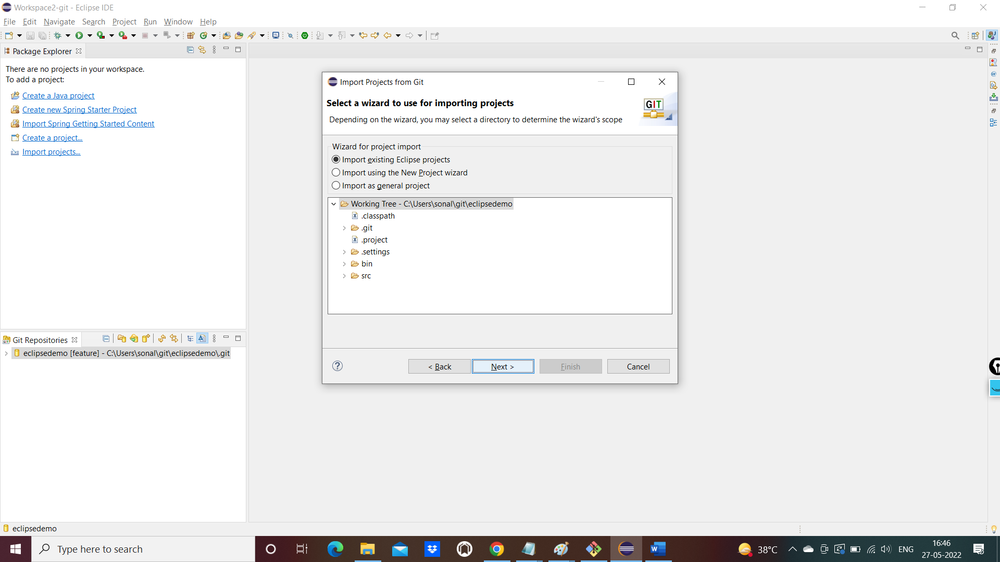 Workspace2-git - Eclipse IDE
File Edit Navigate Search Project Run Window Help
Package Explorer
There are no projects in your workspace.
To add a project:
Create a Java project
Create new Spring Starter Project
Import Spring Getting Started Content
Create a project...
Import projects...
Import Projects from Git
Select a wizard to use for importing projects
Depending on the wizard, you may select a directory to determine the wizard's scope
GIT
Wizard for project import
Import existing Eclipse projects
Import using the New Project wizard
Import as general project
Working Tree - C:\Users\sonal\git\eclipsedemo
.classpath
.git
.project
.settings
bin
src
< Back Next > Finish Cancel
Git Repositories
eclipsedemo [feature] - C:\Users\sonal\git\eclipsedemo\.git
eclipsedemo
Type here to search
38°C
ENG
16:46
27-05-2022